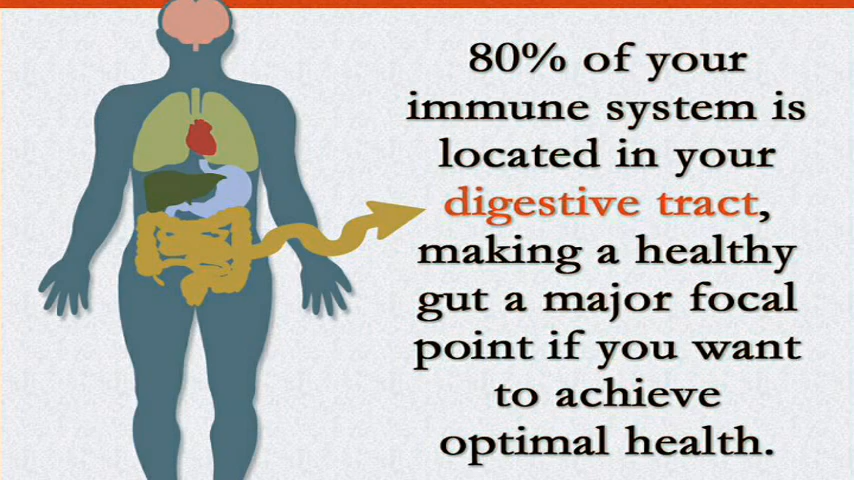 80% of your
immune system is
located in your
digestive tract,
making a healthy
gut a major focal
point if you want
to achieve
optimal health.